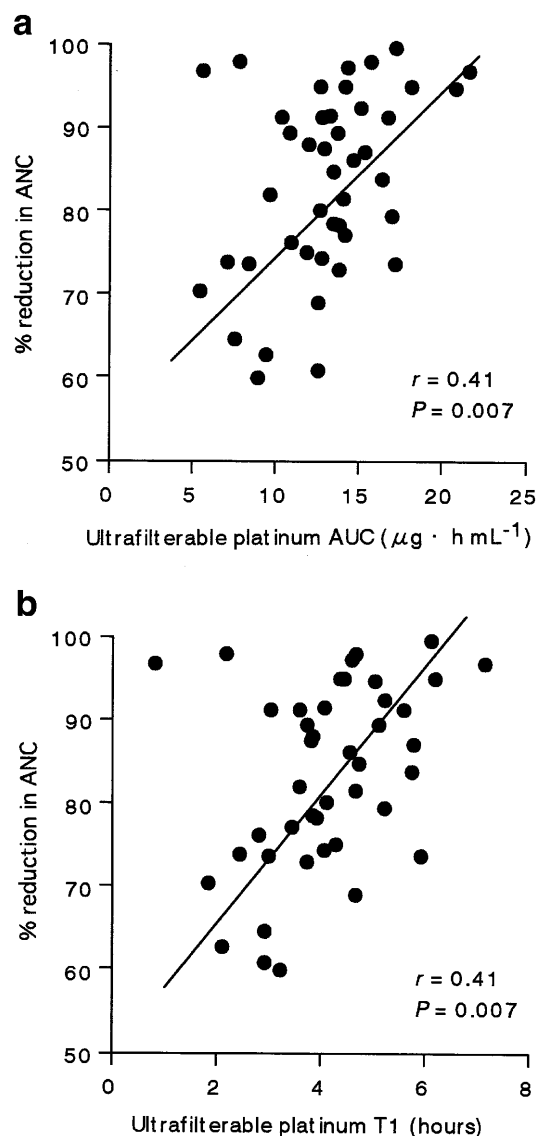 a
100
90
80
70
60
50
% reduction in ANC
r = 0.41
P = 0.007
0 5 10 15 20 25
Ultrafilterable platinum AUC (µg · h mL-1)
b
100
90
80
70
60
50
% reduction in ANC
r = 0.41
P = 0.007
0 2 4 6 8
Ultrafilterable platinum T1 (hours)